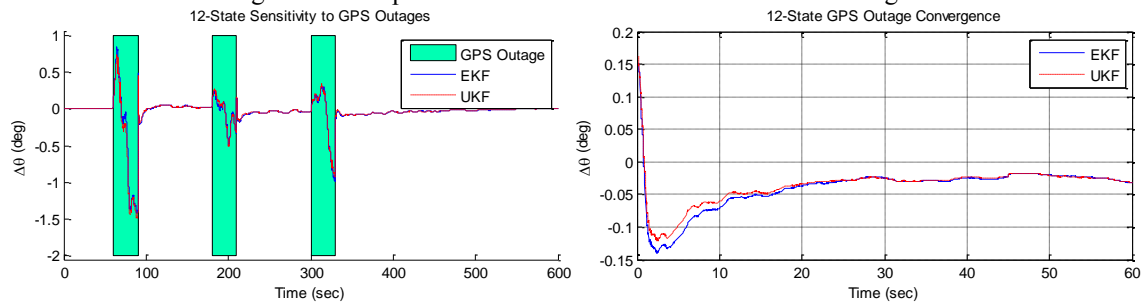 12-State Sensitivity to GPS Outages
1
0.5
0
-0.5
-1
-1.5
-2
Δθ (deg)
0 100 200 300 400 500 600
Time (sec)
GPS Outage
EKF
UKF
12-State GPS Outage Convergence
0.2
0.15
0.1
0.05
0
-0.05
-0.1
-0.15
Δθ (deg)
0 10 20 30 40 50 60
Time (sec)
EKF
UKF